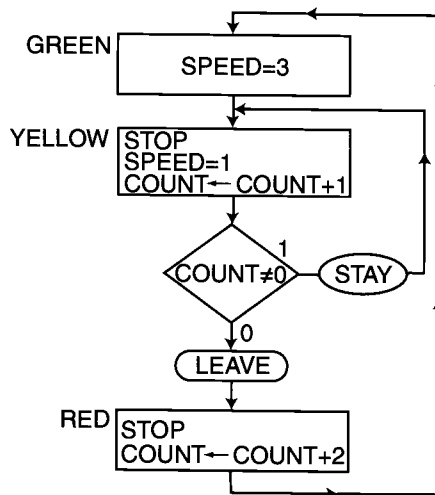 GREEN
SPEED=3
YELLOW
STOP
SPEED=1
COUNT← COUNT+1
COUNT≠0
1
STAY
0
LEAVE
RED
STOP
COUNT← COUNT+2